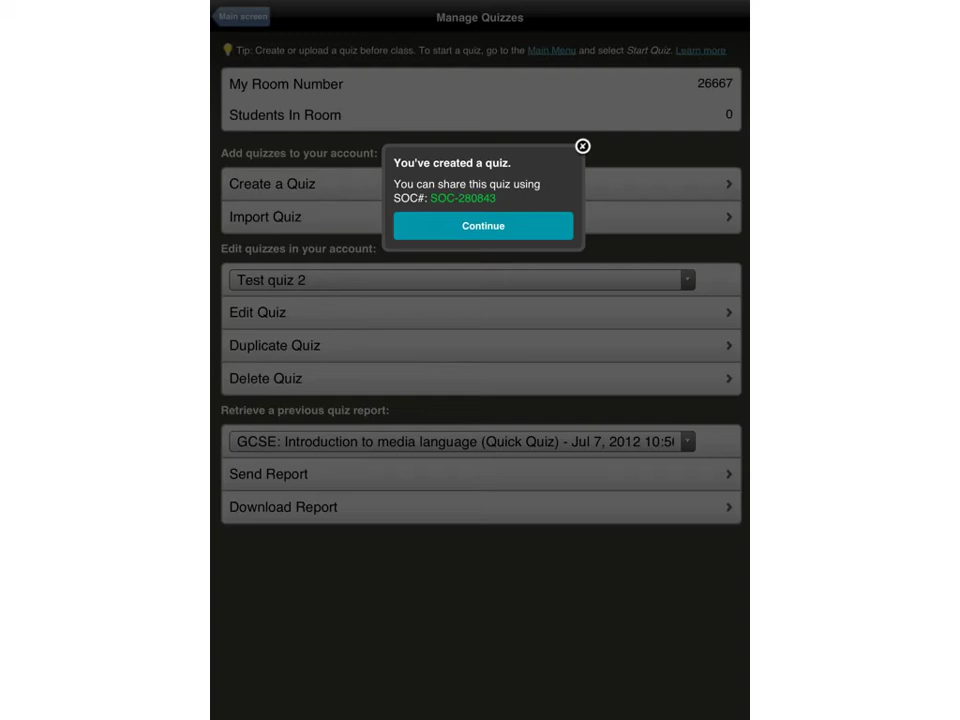 Main screen
Manage Quizzes
Tip: Create or upload a quiz before class. To start a quiz, go to the Main Menu and select Start Quiz. Learn more
My Room Number 26667
Students In Room 0
Add quizzes to your account:
You've created a quiz.
You can share this quiz using
SOC#: SOC-280843
Continue
Create a Quiz
Import Quiz
Edit quizzes in your account:
Test quiz 2
Edit Quiz
Duplicate Quiz
Delete Quiz
Retrieve a previous quiz report:
GCSE: Introduction to media language (Quick Quiz) - Jul 7, 2012 10:5
Send Report
Download Report